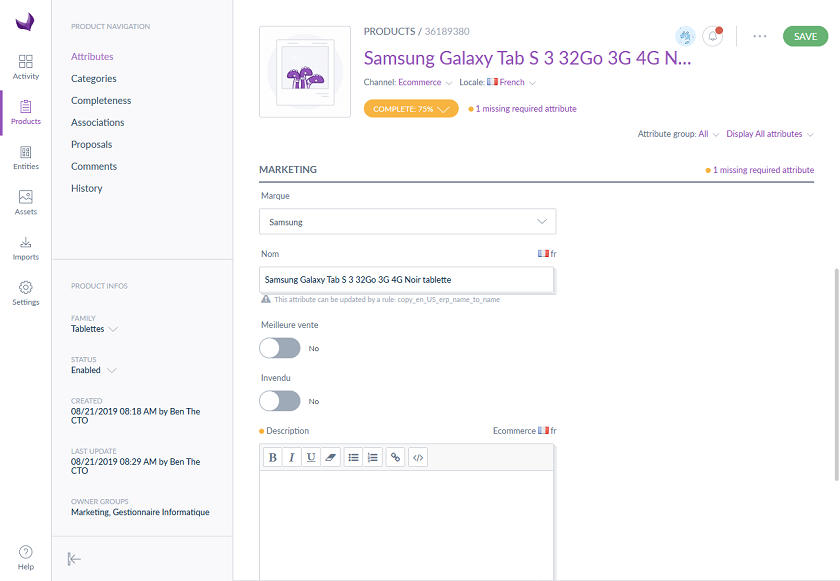 Activity
Products
Entities
Assets
Imports
Settings
Help
PRODUCT NAVIGATION
Attributes
Categories
Completeness
Associations
Proposals
Comments
History
PRODUCT INFOS
FAMILY
Tablettes
STATUS
Enabled
CREATED
08/21/2019 08:18 AM by Ben The
CTO
LAST UPDATE
08/21/2019 08:29 AM by Ben The
CTO
OWNER GROUPS
Marketing, Gestionnaire Informatique
PRODUCTS / 36189380
SAVE
Samsung Galaxy Tab S 3 32Go 3G 4G N...
Channel: Ecommerce Locale: French
COMPLETE: 75% 1 missing required attribute
Attribute group: All Display All attributes
MARKETING 1 missing required attribute
Marque
Samsung
Nom fr
Samsung Galaxy Tab S 3 32Go 3G 4G Noir tablette
This attribute can be updated by a rule: copy_en_US_erp_name_to_name
Meilleure vente
No
Invendu
No
Description Ecommerce fr
B I U